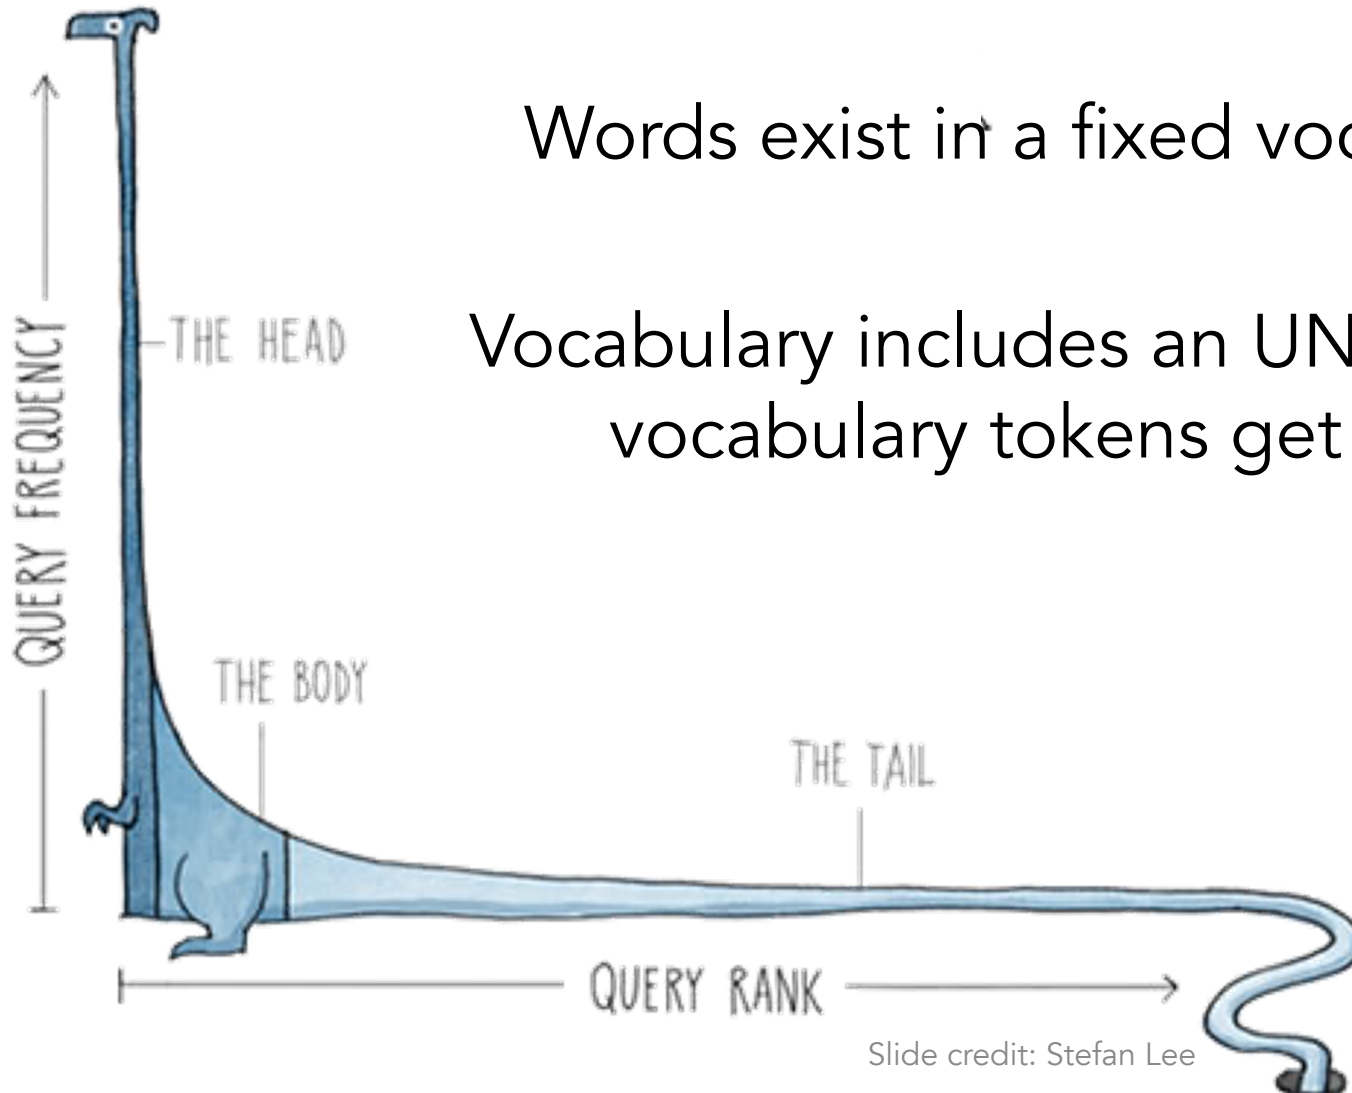 Words exist in a fixed voc
Vocabulary includes an UN
vocabulary tokens get
THE HEAD
QUERY FREQUENCY
THE BODY
THE TAIL
QUERY RANK
Slide credit: Stefan Lee